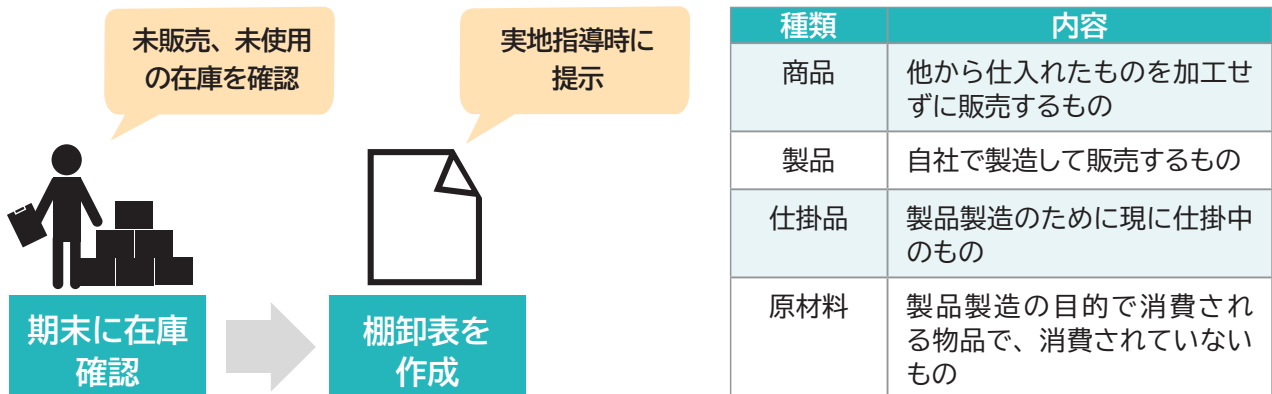 未販売、未使用
の在庫を確認
実地指導時に
提示
期末に在庫
確認
棚卸表を
作成
種類 内容
商品 他から仕入れたものを加工せ
ずに販売するもの
製品 自社で製造して販売するもの
仕掛品 製品製造のために現に仕掛中
のもの
原材料 製品製造の目的で消費され
る物品で、消費されていない
もの